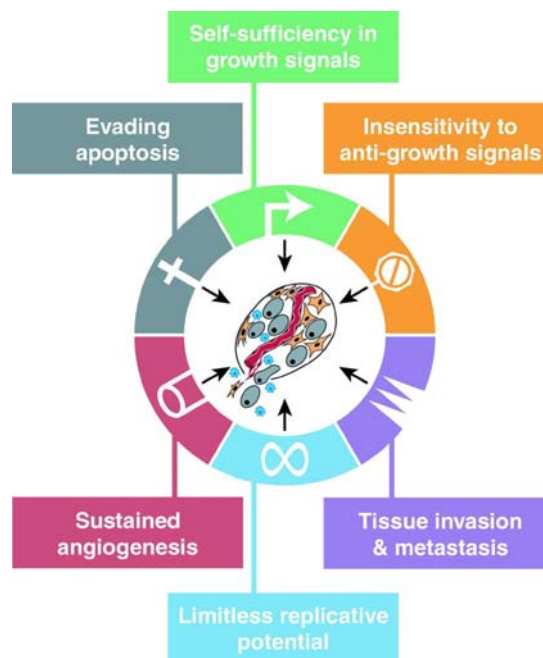 Self-sufficiency in
growth signals
Evading
apoptosis
Insensitivity to
anti-growth signals
Sustained
angiogenesis
Tissue invasion
& metastasis
Limitless replicative
potential